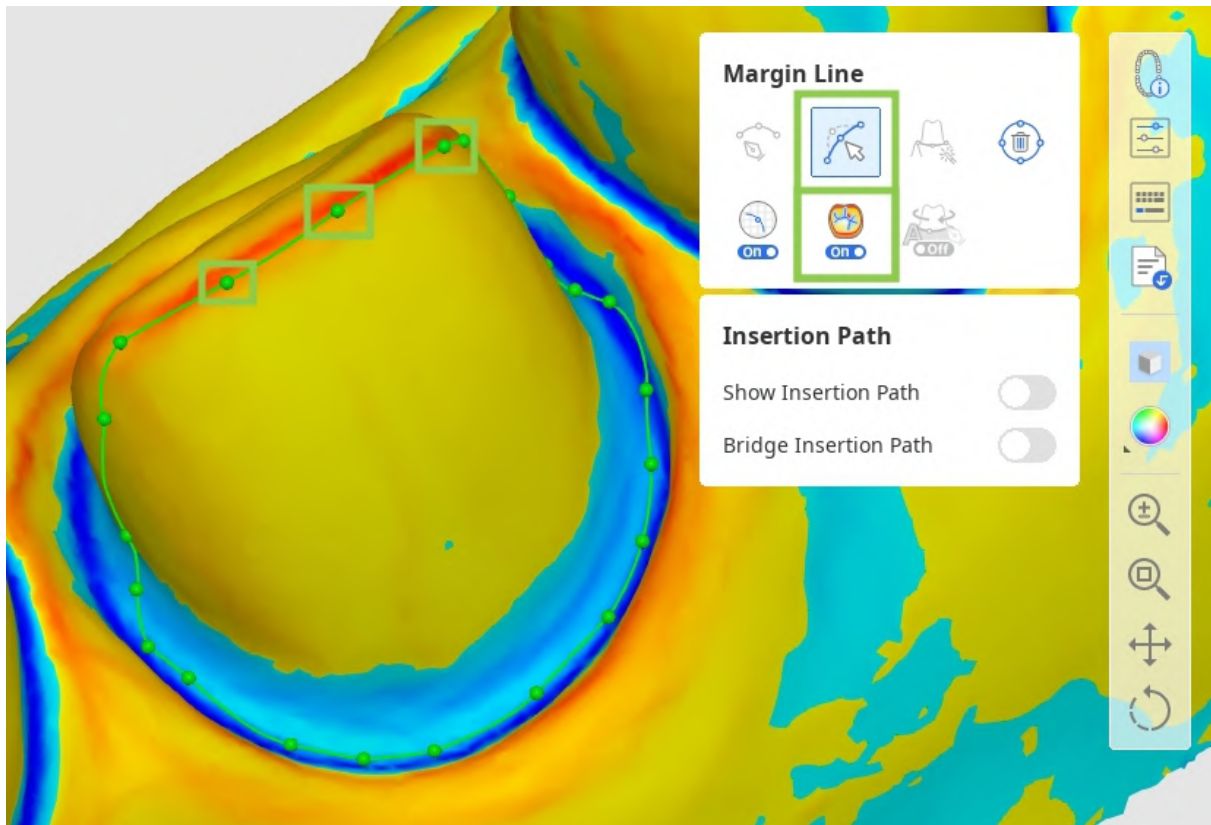 Margin Line
On
On
A
Off
Insertion Path
Show Insertion Path
Bridge Insertion Path